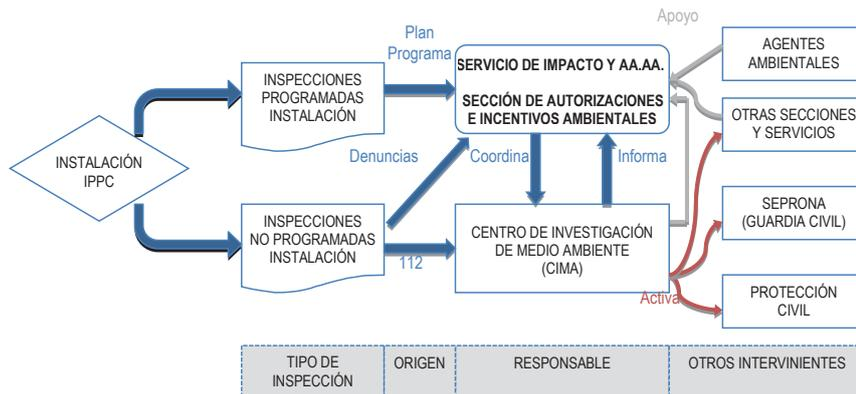 Apoyo
Plan
Programa
INSPECCIONES
PROGRAMADAS
INSTALACIÓN
SERVICIO DE IMPACTO Y AA.AA.
SECCIÓN DE AUTORIZACIONES
E INCENTIVOS AMBIENTALES
AGENTES
AMBIENTALES
OTRAS SECCIONES
Y SERVICIOS
INSTALACIÓN
IPPC
Denuncias
Coordina
Informa
INSPECCIONES
NO PROGRAMADAS
INSTALACIÓN
112
CENTRO DE INVESTIGACIÓN
DE MEDIO AMBIENTE
(CIMA)
SEPRONA
(GUARDIA CIVIL)
Activa
PROTECCIÓN
CIVIL
TIPO DE
INSPECCIÓN
ORIGEN
RESPONSABLE
OTROS INTERVINIENTES